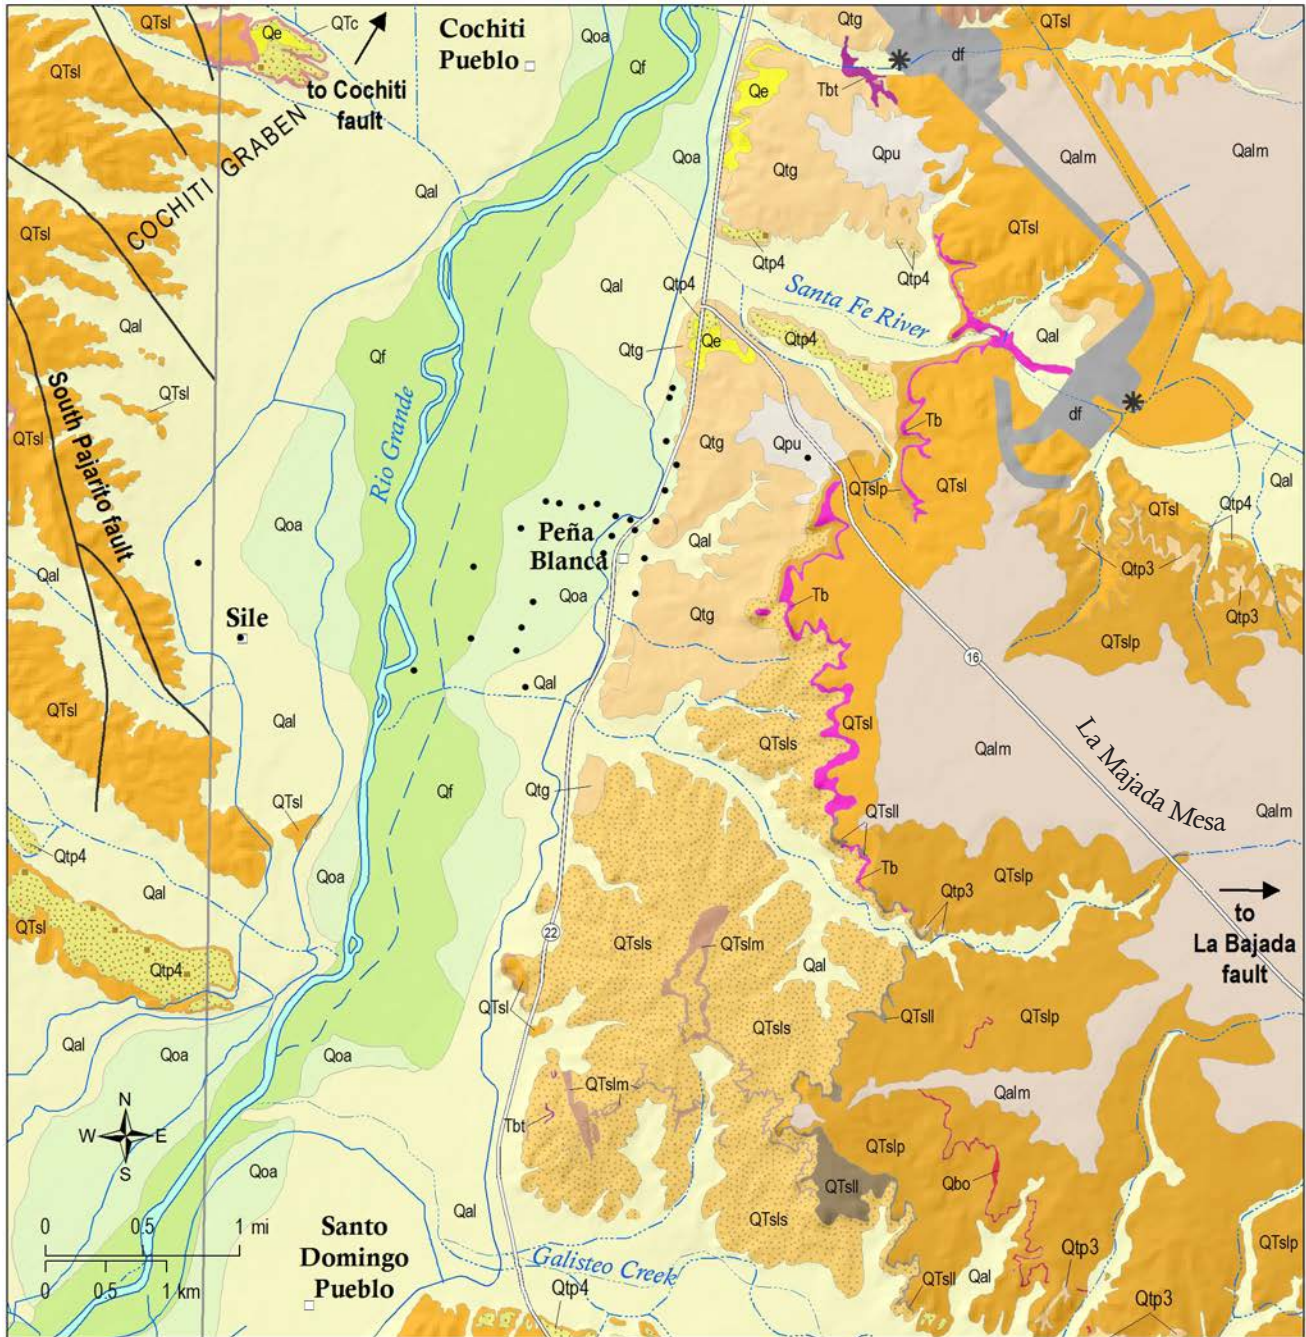 QTsl
Qe
QTc
Cochiti
Pueblo
Qoa
Qtg
df
QTsl
QTsl
to Cochiti
fault
Qf
Qe
Tbt
Qalm
Qalm
COCHITI GRABEN
Qal
Qoa
Qtg
Qpu
QTsl
QTsl
Qtp4
Qtp4
Qal
Qal
Qtp4
Santa Fe River
Qf
Qtg
Qe
Qtp4
Qal
South Pajarito fault
QTsl
QTsl
Rio Grande
Qtg
Qpu
Tb
df
QTslp
QTsl
QTsl
Qtp4
Qal
Qoa
Peña
Blanca
Qal
Qal
Qtp3
Qoa
Tb
Qtg
Qtp3
Sile
QTslp
16
Qal
QTsl
Qal
QTsls
QTsl
Qalm
La Majada Mesa
QTsl
Qf
Qtg
QTsll
Qalm
Qtp4
Qal
Qoa
Tb
Qtp3
QTslp
to
La Bajada
fault
QTsl
22
QTsls
QTslm
Qal
Qtp4
QTsl
QTsls
QTsll
QTslp
Qal
Qoa
Qoa
QTslm
Qalm
N
W
E
S
Tbt
QTslp
Qoa
QTsll
Qbo
Qal
QTsls
0
0.5
1 mi
0
0.5
1 km
Santo
Domingo
Pueblo
Galisteo Creek
Qtp4
QTsll
Qal
Qtp3
Qtp3
QTslp